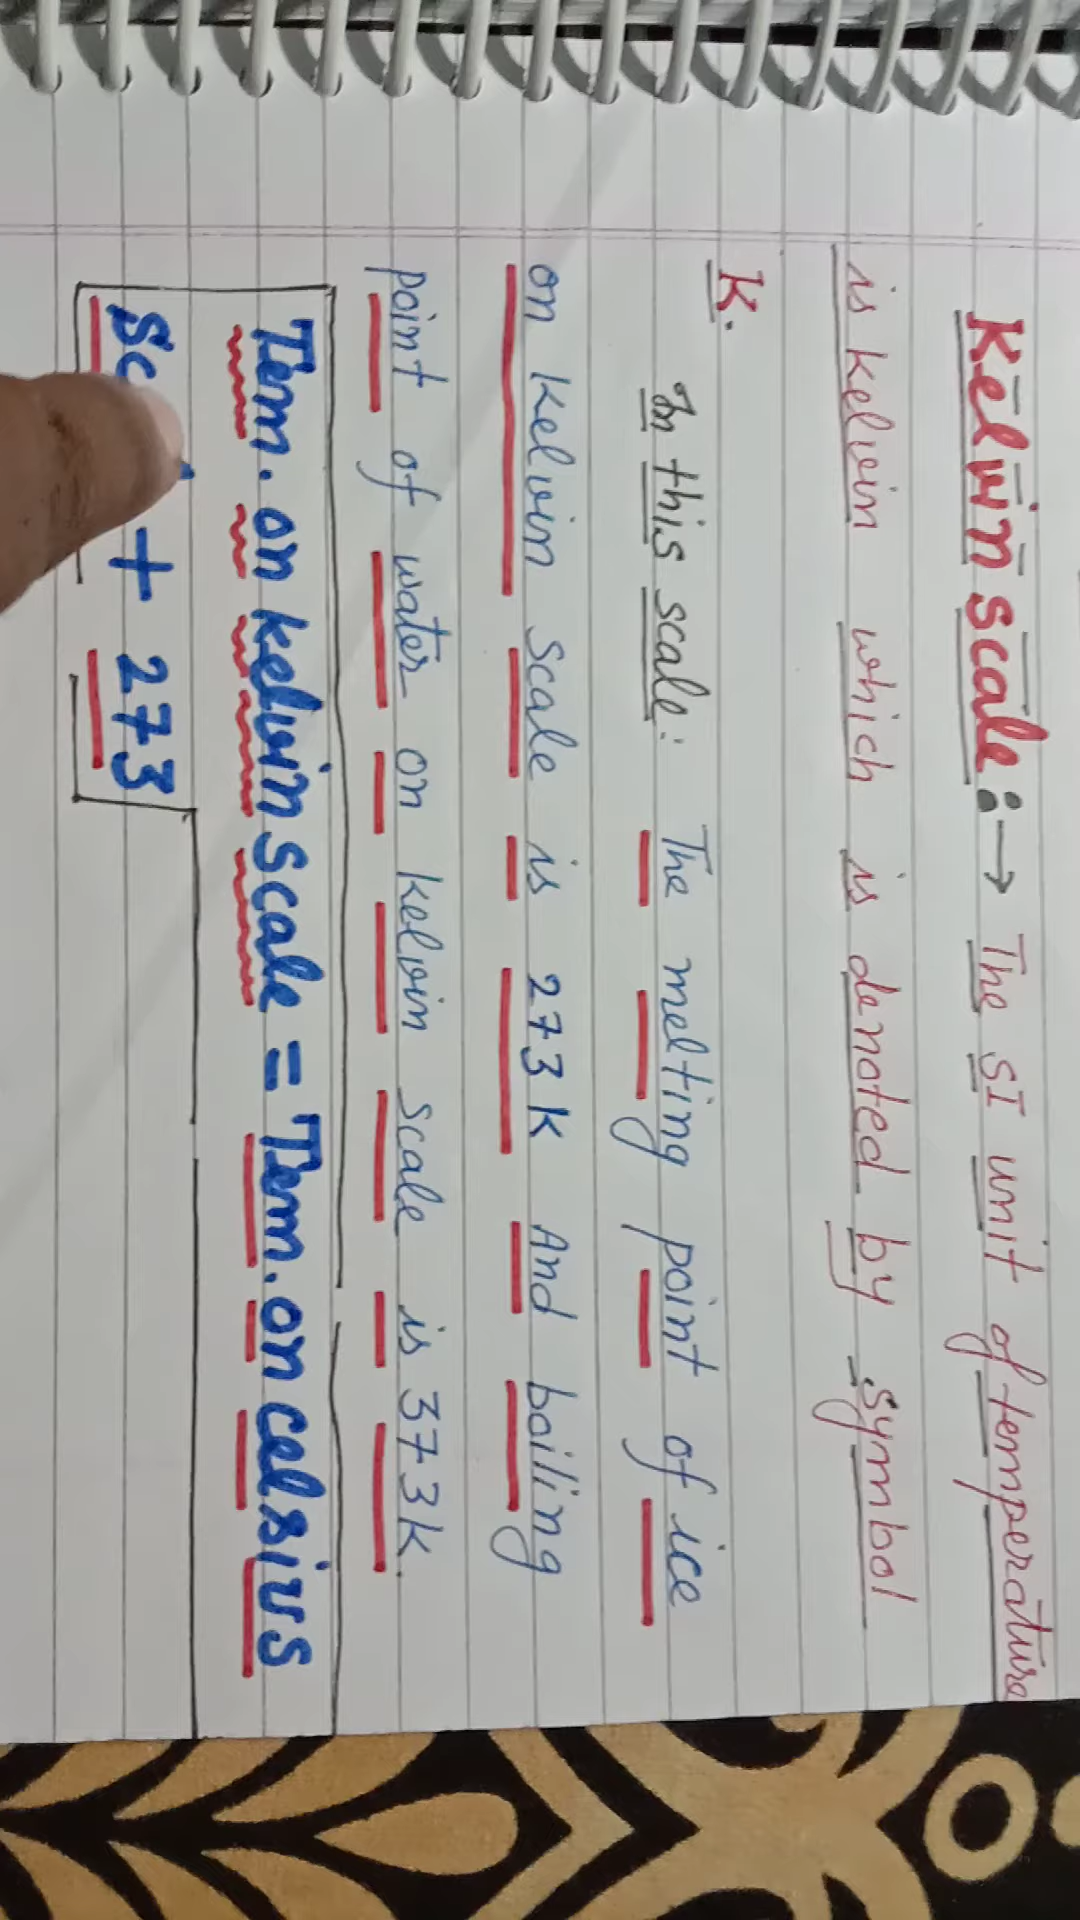 Kelvin scale :→ The SI unit of temperature
is kelvin which is denoted by symbol
K.
In this scale: The melting point of ice
on kelvin scale is 273K And boiling
point of water on kelvin scale is 373K.
Tem. on kelvin scale = Tem. on celsius
+ 273